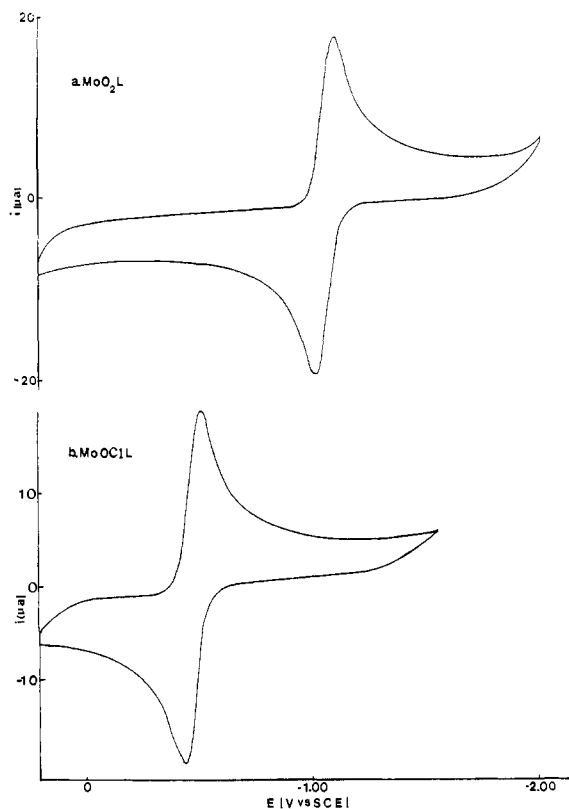 20
a.MoO₂L
0
i(µa)
-20
b.MoOClL
10
0
i(µa)
-10
0 -1.00 -2.00
E (V vs SCE)